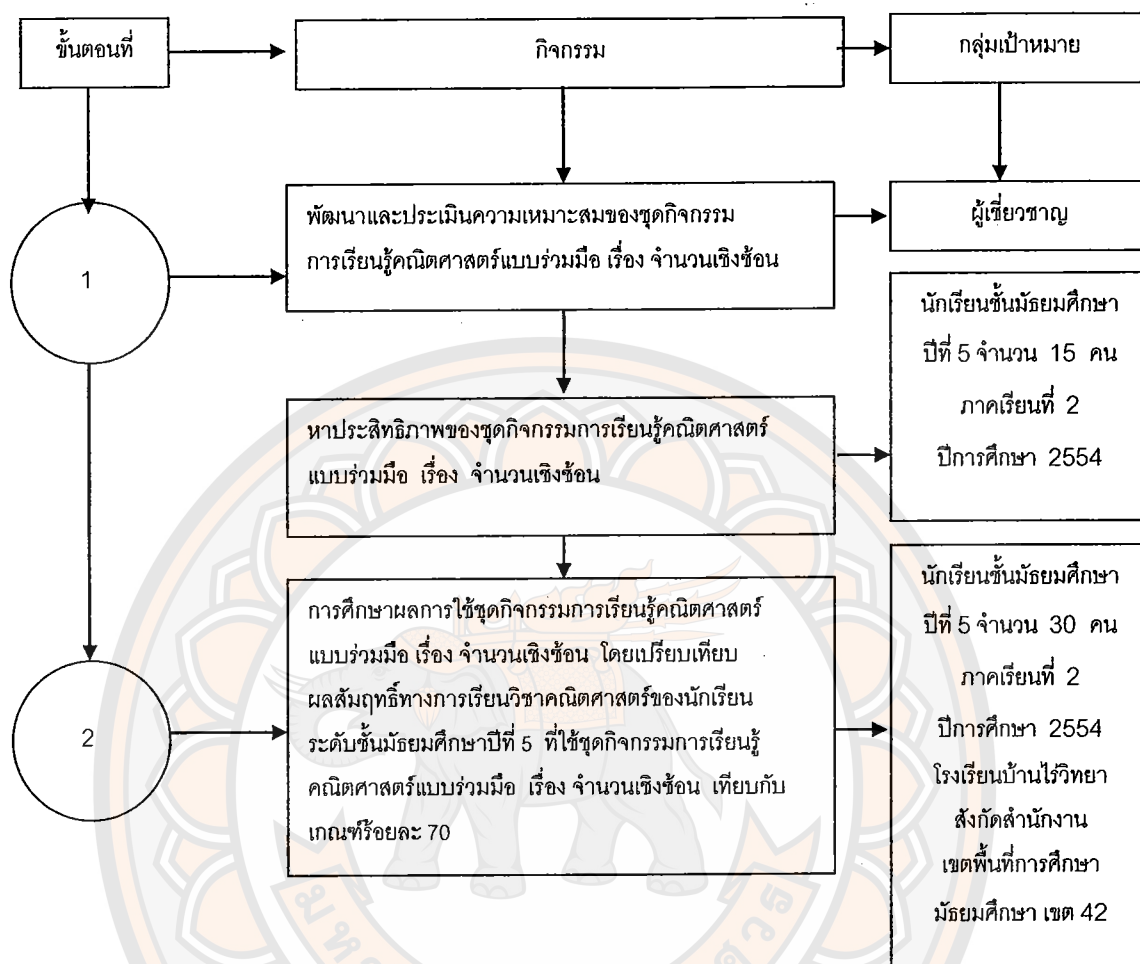 ขั้นตอนที่
กิจกรรม
กลุ่มเป้าหมาย
1
พัฒนาและประเมินความเหมาะสมของชุดกิจกรรม
การเรียนรู้คณิตศาสตร์แบบร่วมมือ เรื่อง จำนวนเชิงซ้อน
ผู้เชี่ยวชาญ
หาประสิทธิภาพของชุดกิจกรรมการเรียนรู้คณิตศาสตร์
แบบร่วมมือ เรื่อง จำนวนเชิงซ้อน
นักเรียนชั้นมัธยมศึกษา
ปีที่ 5 จำนวน 15 คน
ภาคเรียนที่ 2
ปีการศึกษา 2554
2
การศึกษาผลการใช้ชุดกิจกรรมการเรียนรู้คณิตศาสตร์
แบบร่วมมือ เรื่อง จำนวนเชิงซ้อน โดยเปรียบเทียบ
ผลสัมฤทธิ์ทางการเรียนวิชาคณิตศาสตร์ของนักเรียน
ระดับชั้นมัธยมศึกษาปีที่ 5 ที่ใช้ชุดกิจกรรมการเรียนรู้
คณิตศาสตร์แบบร่วมมือ เรื่อง จำนวนเชิงซ้อน เทียบกับ
เกณฑ์ร้อยละ 70
นักเรียนชั้นมัธยมศึกษา
ปีที่ 5 จำนวน 30 คน
ภาคเรียนที่ 2
ปีการศึกษา 2554
โรงเรียนบ้านไร่วิทยา
สังกัดสำนักงาน
เขตพื้นที่การศึกษา
มัธยมศึกษา เขต 42